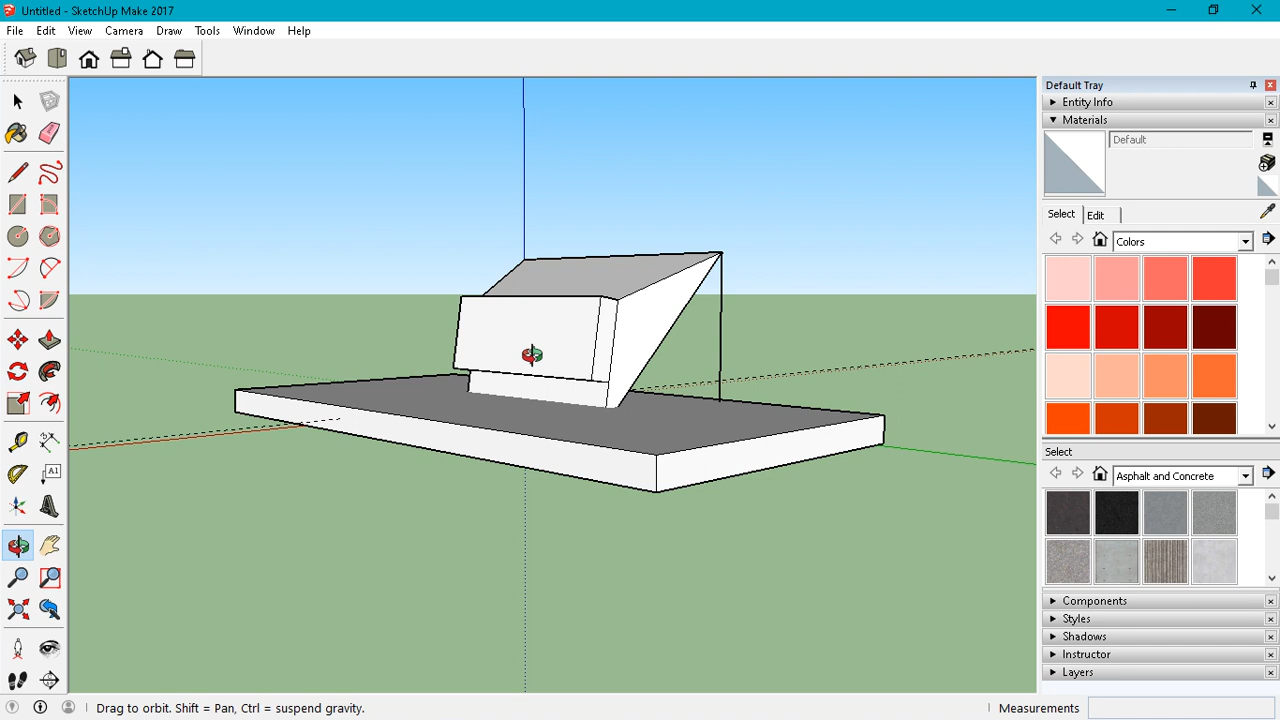 Untitled - SketchUp Make 2017
File Edit View Camera Draw Tools Window Help
Default Tray
Entity Info
Materials
Default
Select Edit
Colors
Select
Asphalt and Concrete
A1
Components
Styles
Shadows
Instructor
Layers
Drag to orbit. Shift = Pan, Ctrl = suspend gravity.
Measurements